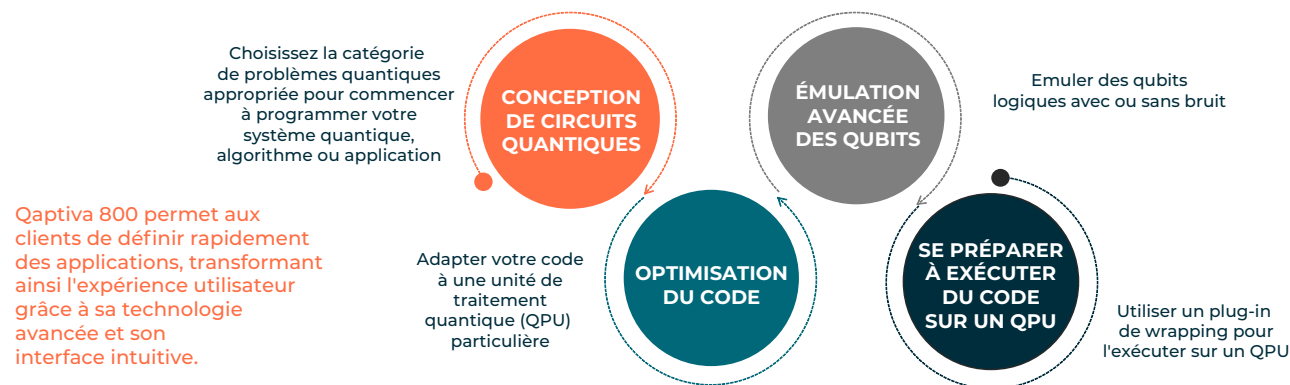 Choisissez la catégorie
de problèmes quantiques
appropriée pour commencer
à programmer votre
système quantique,
algorithme ou application
CONCEPTION
DE CIRCUITS
QUANTIQUES
ÉMULATION
AVANCÉE
DES QUBITS
Emuler des qubits
logiques avec ou sans bruit
Qaptiva 800 permet aux
clients de définir rapidement
des applications, transformant
ainsi l'expérience utilisateur
grâce à sa technologie
avancée et son
interface intuitive.
Adapter votre code
à une unité de
traitement
quantique (QPU)
particulière
OPTIMISATION
DU CODE
SE PRÉPARER
À EXÉCUTER
DU CODE
SUR UN QPU
Utiliser un plug-in
de wrapping pour
l'exécuter sur un QPU